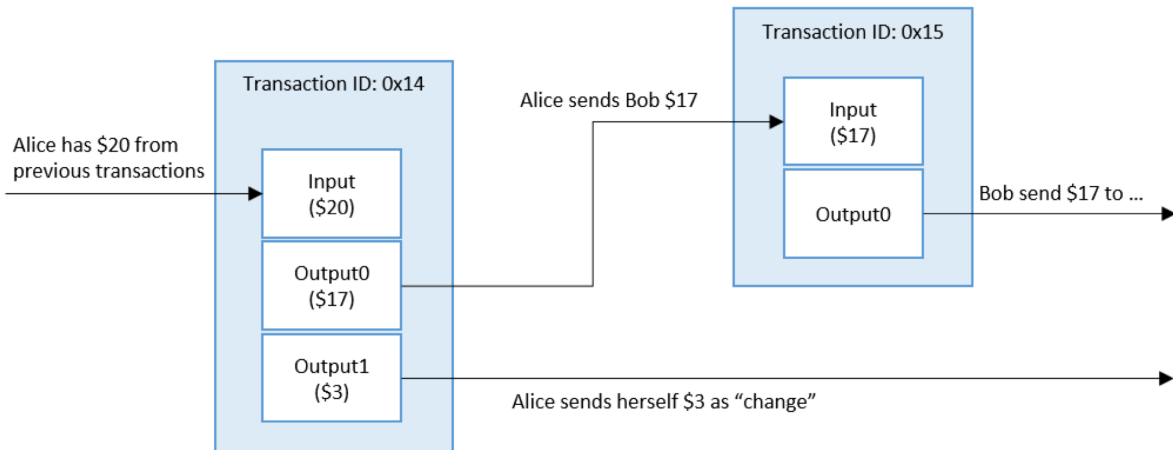 Transaction ID: 0x15
Transaction ID: 0x14
Alice sends Bob $17
Input
($17)
Alice has $20 from
previous transactions
Input
($20)
Bob send $17 to ...
Output0
Output0
($17)
Output1
($3)
Alice sends herself $3 as “change”